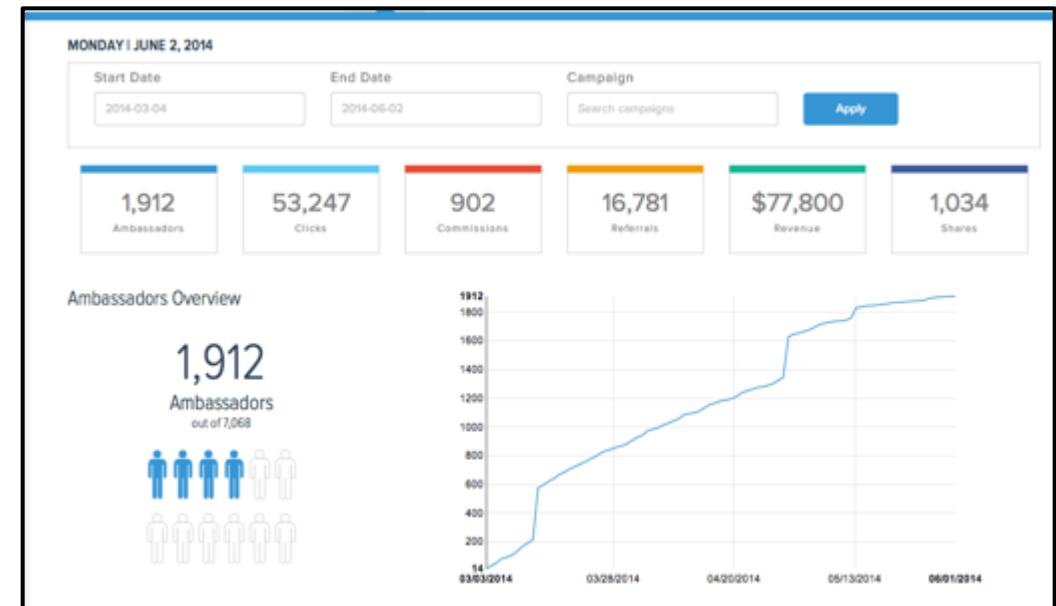 MONDAY | JUNE 2, 2014
Start Date End Date Campaign
2014-03-04 2014-06-02 Search campaigns Apply
1,912 53,247 902 16,781 $77,800 1,034
Ambassadors Clicks Commissions Referrals Revenue Shares
Ambassadors Overview
1,912
Ambassadors
out of 7,068
1912
1800
1600
1400
1200
1000
800
600
400
200
14
03/03/2014 03/28/2014 04/20/2014 05/13/2014 06/01/2014